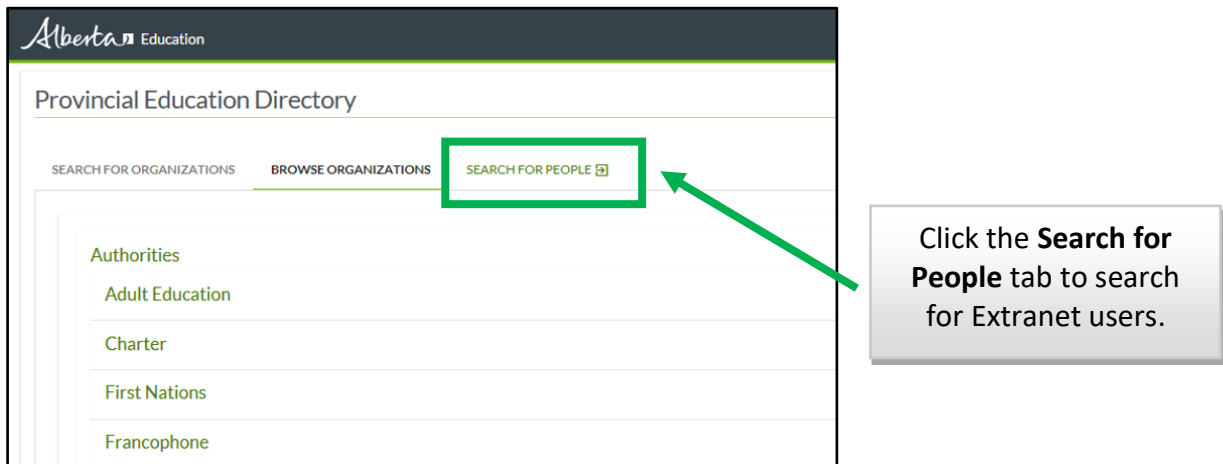 Alberta Education
Provincial Education Directory
SEARCH FOR ORGANIZATIONS BROWSE ORGANIZATIONS SEARCH FOR PEOPLE
Authorities
Adult Education
Charter
First Nations
Francophone
Click the Search for
People tab to search
for Extranet users.